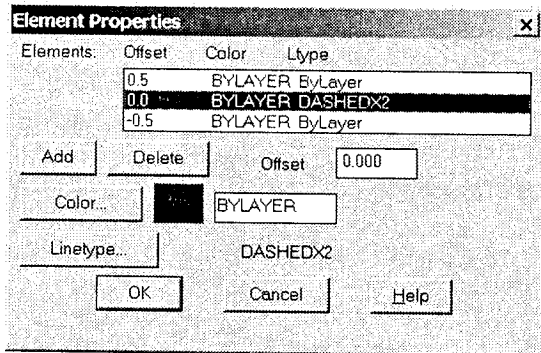 Element Properties
Elements: Offset Color Ltype
0.5 BYLAYER ByLayer
0.0 BYLAYER DASHEDX2
-0.5 BYLAYER ByLayer
Add Delete Offset 0.000
Color... BYLAYER
Linetype... DASHEDX2
OK Cancel Help